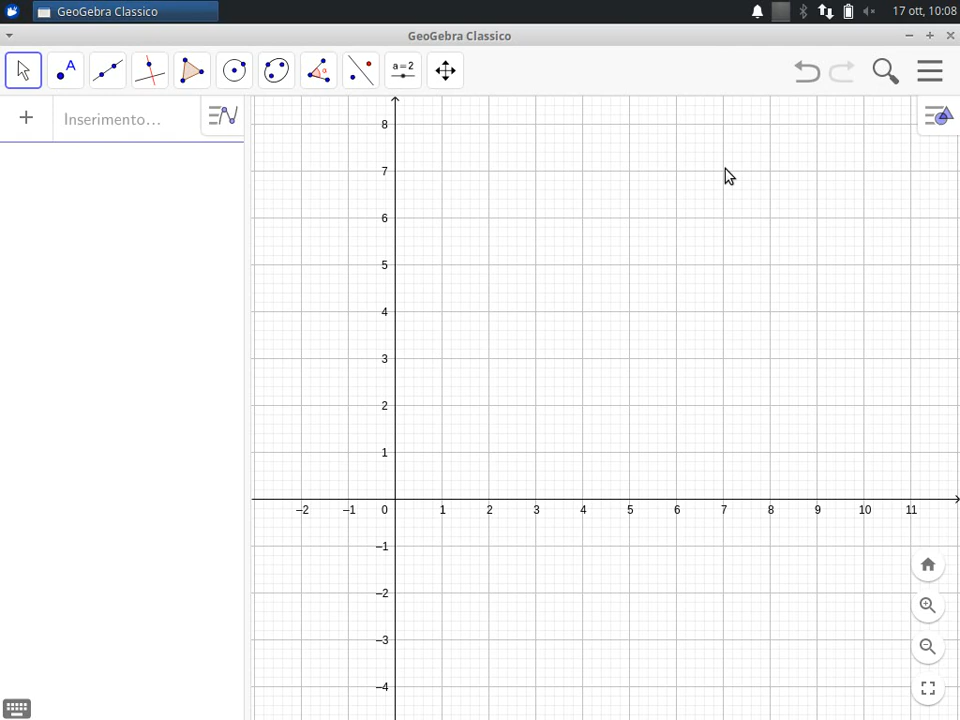 GeoGebra Classico
17 ott, 10:08
GeoGebra Classico
A
α
a=2
Inserimento…
8
7
6
5
4
3
2
1
–2 –1 0 1 2 3 4 5 6 7 8 9 10 11
–1
–2
–3
–4